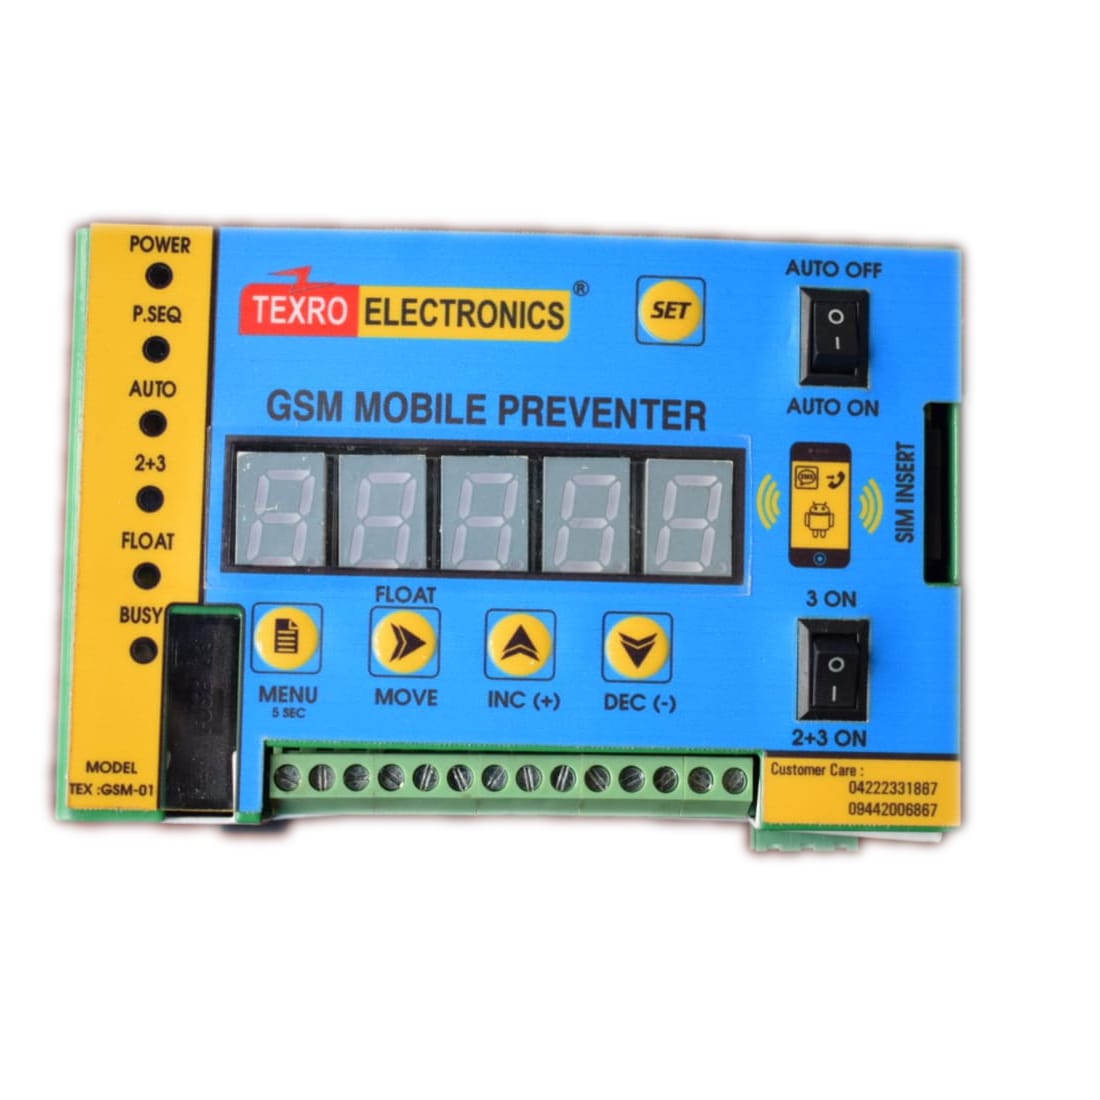 POWER
P.SEQ
AUTO
2+3
FLOAT
BUSY
MODEL
TEX :GSM-01
TEXRO ELECTRONICS®
SET
GSM MOBILE PREVENTER
FLOAT
MENU
5 SEC
MOVE
INC (+)
DEC (-)
AUTO OFF
AUTO ON
SMS
SIM INSERT
3 ON
2+3 ON
Customer Care :
04222331867
09442006867